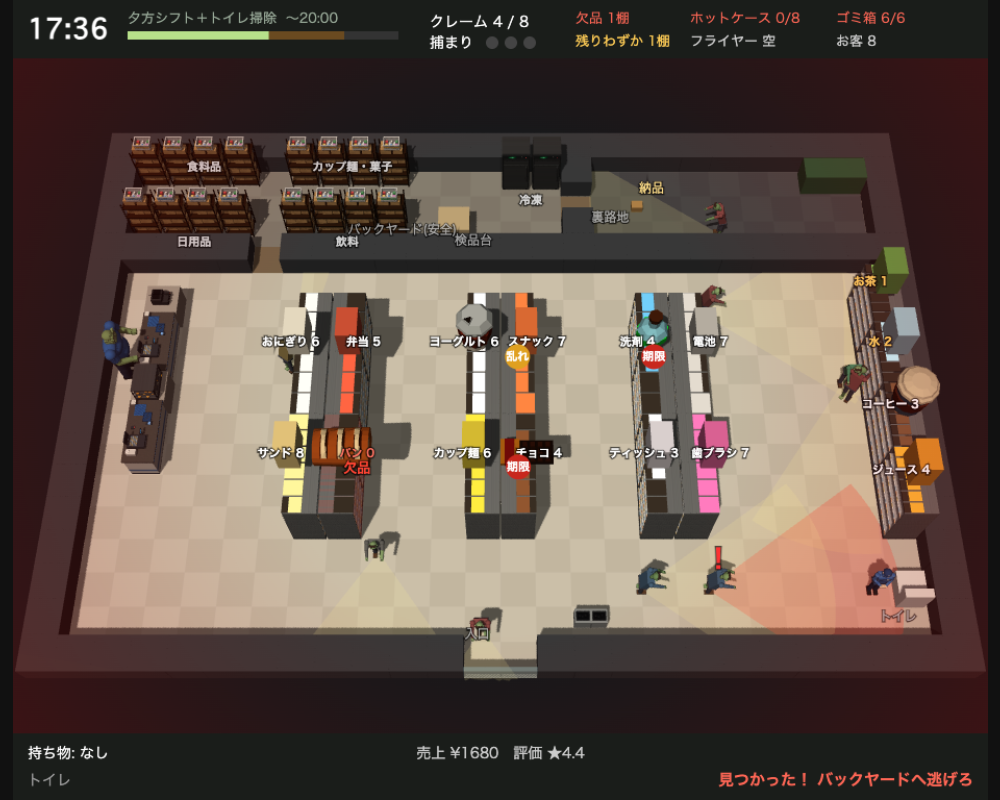 17:36
夕方シフト＋トイレ掃除 〜20:00
クレーム 4 / 8
捕まり
欠品 1棚
残りわずか 1棚
ホットケース 0/8
フライヤー 空
ゴミ箱 6/6
お客 8
食料品
カップ麺・菓子
冷凍
納品
裏路地
バックヤード(安全)
検品台
日用品
飲料
お茶 1
おにぎり 6
弁当 5
ヨーグルト 6
スナック 7
乱れ
洗剤 4
期限
電池 7
水 2
コーヒー 3
サンド 8
パン 0
欠品
カップ麺 6
チョコ 4
期限
ティッシュ 3
歯ブラシ 7
ジュース 4
入口
トイレ
持ち物: なし
売上 ¥1680 評価 ★4.4
トイレ
見つかった！ バックヤードへ逃げろ